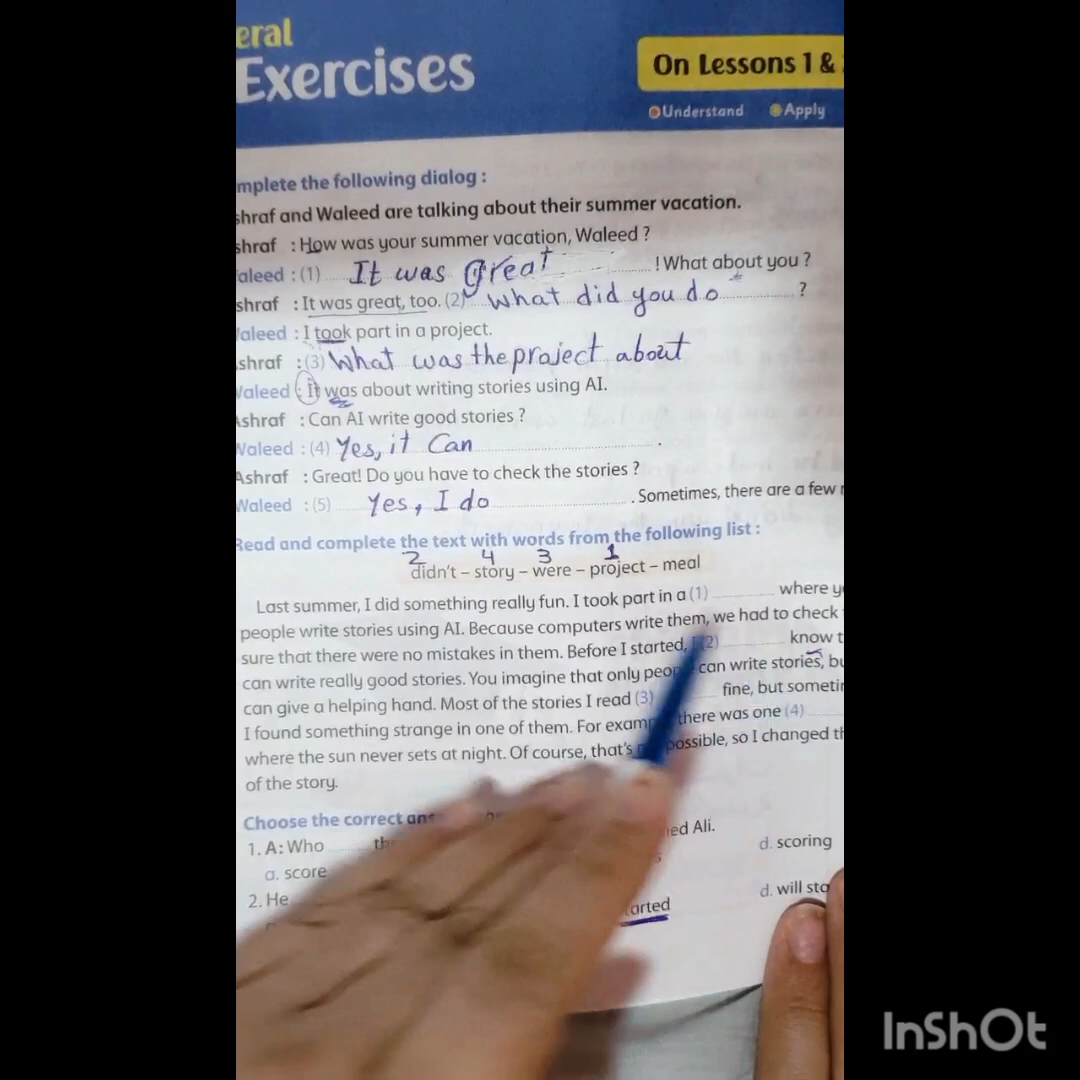 eral
Exercises
On Lessons 1 &
Understand Apply
mplete the following dialog :
shraf and Waleed are talking about their summer vacation.
shraf : How was your summer vacation, Waleed ?
aleed : (1) It was great ! What about you ?
shraf : It was great, too. (2) What did you do ?
aleed : I took part in a project.
shraf : (3) What was the project about
Waleed : It was about writing stories using AI.
Ashraf : Can AI write good stories ?
Waleed : (4) Yes, it Can .
Ashraf : Great! Do you have to check the stories ?
Waleed : (5) Yes, I do . Sometimes, there are a few
Read and complete the text with words from the following list :
2 4 3 1
didn't – story – were – project – meal
Last summer, I did something really fun. I took part in a (1) where y
people write stories using AI. Because computers write them, we had to check
sure that there were no mistakes in them. Before I started, I (2) know t
can write really good stories. You imagine that only people can write stories, bu
can give a helping hand. Most of the stories I read (3) fine, but someti
I found something strange in one of them. For example there was one (4)
where the sun never sets at night. Of course, that's possible, so I changed th
of the story.
Choose the correct
1. A: Who ed Ali.
a. score d. scoring
2. He tarted d. will sta
InShOt